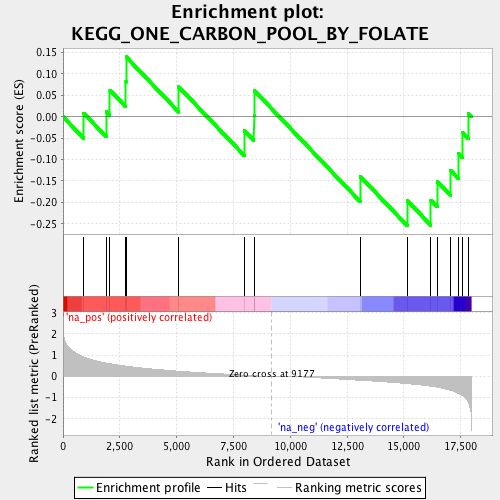 Enrichment plot:
KEGG_ONE_CARBON_POOL_BY_FOLATE
Enrichment score (ES)
0.15
0.10
0.05
0.00
-0.05
-0.10
-0.15
-0.20
-0.25
'na_pos' (positively correlated)
Ranked list metric (PreRanked)
3
2
1
0
-1
-2
Zero cross at 9177
'na_neg' (negatively correlated)
0 2,500 5,000 7,500 10,000 12,500 15,000 17,500
Rank in Ordered Dataset
Enrichment profile Hits Ranking metric scores